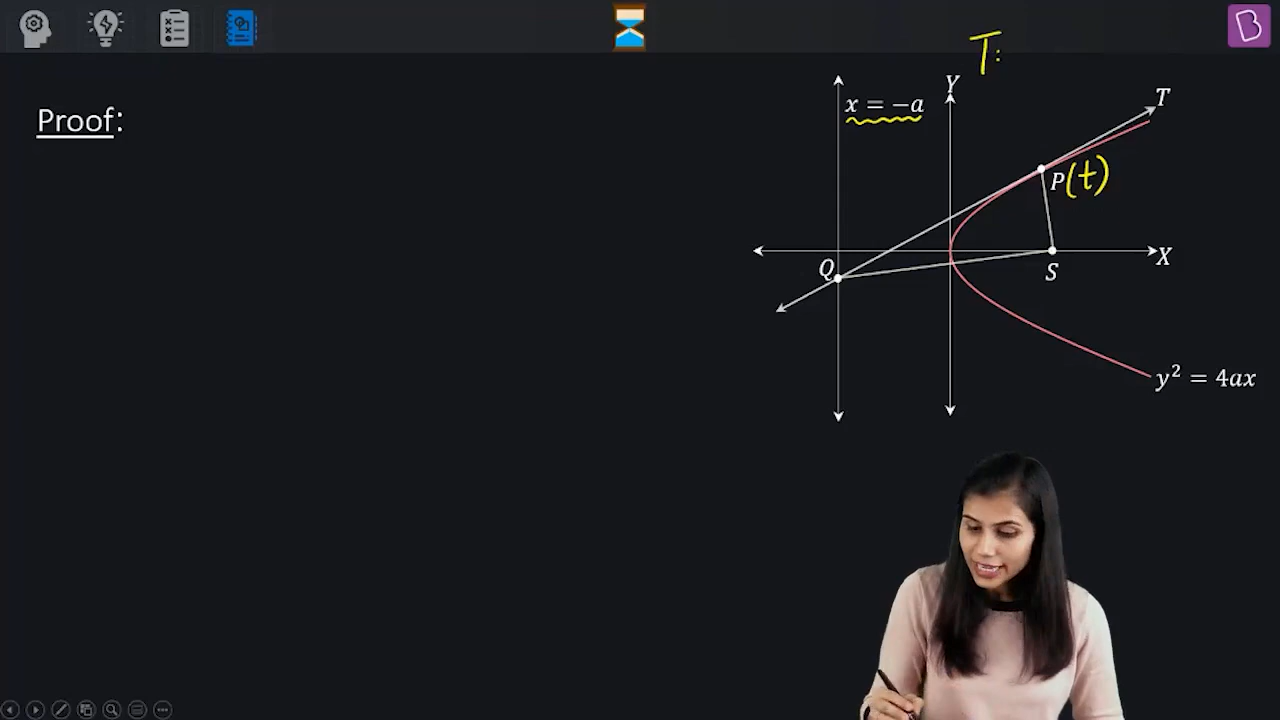 T:
Y
x = −a
T
Proof:
P(t)
Q
S
X
y² = 4ax